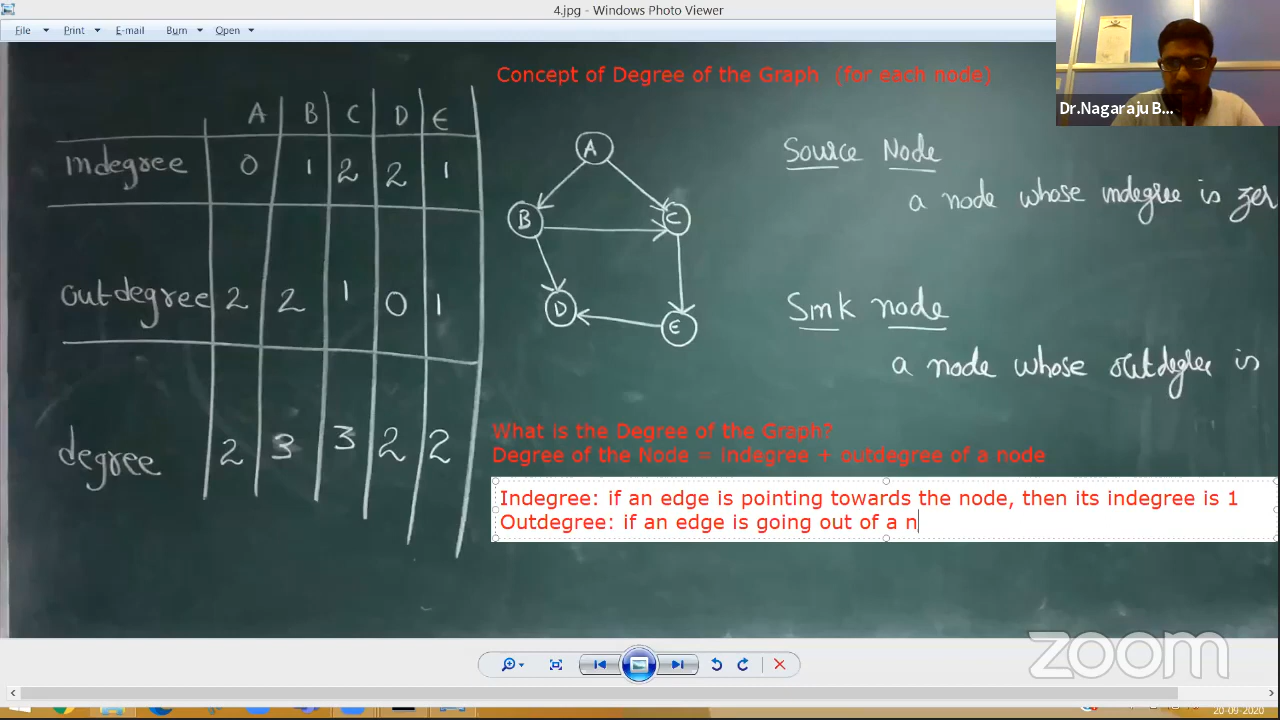 4.jpg - Windows Photo Viewer
File Print E-mail Burn Open
Concept of Degree of the Graph (for each node)
Dr.Nagaraju B...
A B C D E
indegree 0 1 2 2 1
outdegree 2 2 1 0 1
degree 2 3 3 2 2
A
B
C
D
E
Source Node
a node whose indegree is zer
Sink node
a node whose outdegree is
What is the Degree of the Graph?
Degree of the Node = indegree + outdegree of a node
Indegree: if an edge is pointing towards the node, then its indegree is 1
Outdegree: if an edge is going out of a n
zoom
20-09-2020